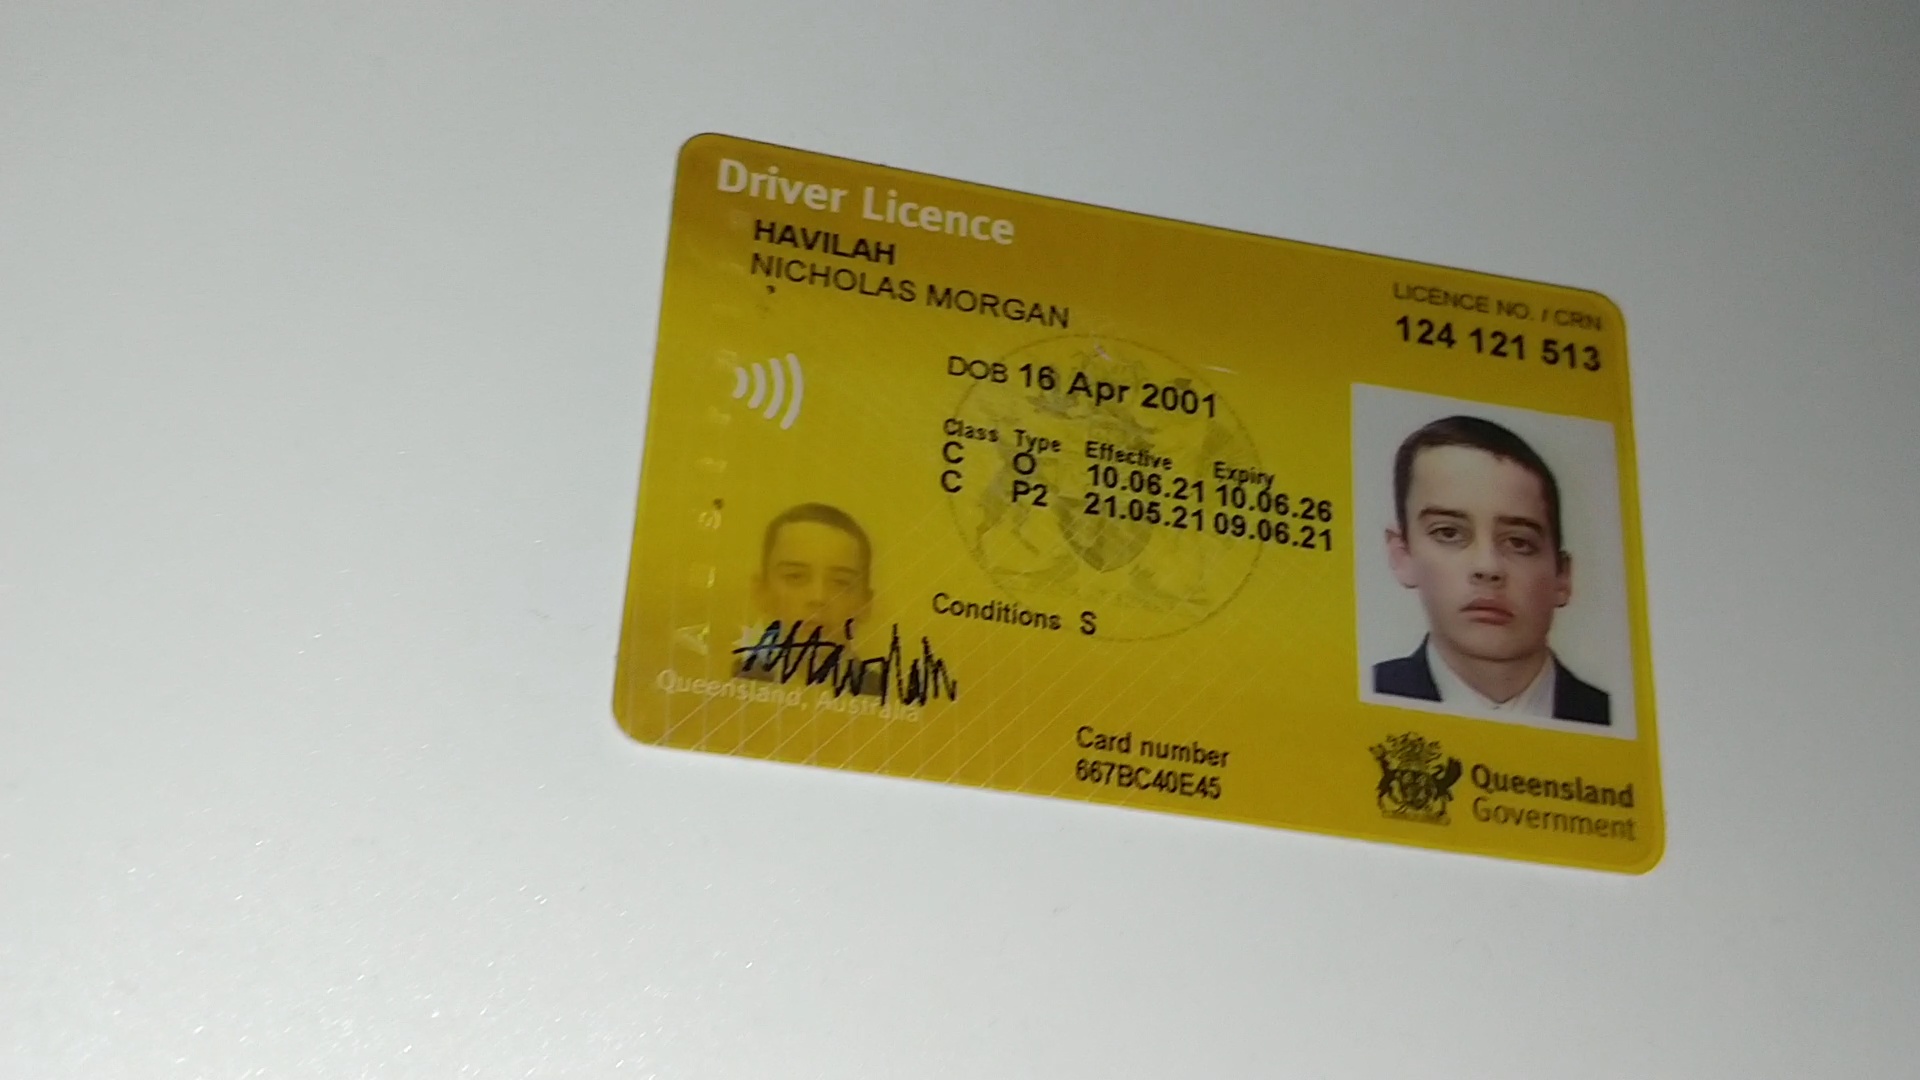 Driver Licence
HAVILAH
NICHOLAS MORGAN
LICENCE NO. / CRN
124 121 513
DOB 16 Apr 2001
Class Type Effective Expiry
C O 10.06.21 10.06.26
C P2 21.05.21 09.06.21
Conditions S
Queensland, Australia
Card number
667BC40E45
Queensland
Government